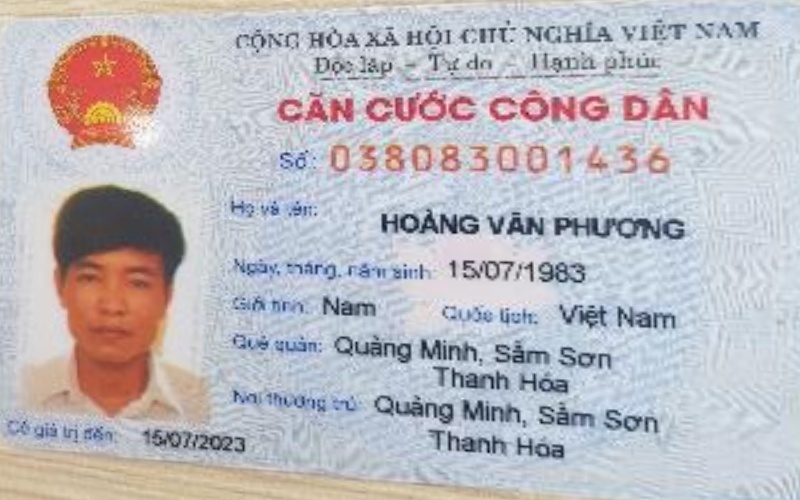 CỘNG HÒA XÃ HỘI CHỦ NGHĨA VIỆT NAM
Độc lập - Tự do - Hạnh phúc
CĂN CƯỚC CÔNG DÂN
Số: 038083001436
Họ và tên:
HOÀNG VĂN PHƯƠNG
Ngày, tháng, năm sinh: 15/07/1983
Giới tính: Nam Quốc tịch: Việt Nam
Quê quán: Quảng Minh, Sầm Sơn
Thanh Hóa
Nơi thường trú: Quảng Minh, Sầm Sơn
Thanh Hóa
Có giá trị đến: 15/07/2023